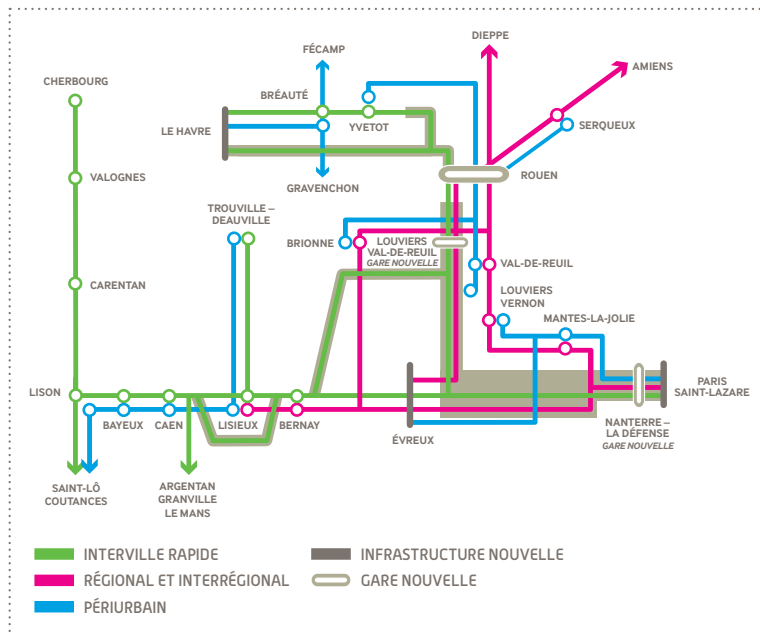 DIEPPE
FÉCAMP
AMIENS
CHERBOURG
BRÉAUTÉ
YVETOT
LE HAVRE
SERQUEUX
ROUEN
VALOGNES
GRAVENCHON
TROUVILLE –
DEAUVILLE
BRIONNE
LOUVIERS
VAL-DE-REUIL
GARE NOUVELLE
VAL-DE-REUIL
CARENTAN
LOUVIERS
VERNON
MANTES-LA-JOLIE
LISON
PARIS
SAINT-LAZARE
BAYEUX
CAEN
LISIEUX
BERNAY
ÉVREUX
NANTERRE –
LA DÉFENSE
GARE NOUVELLE
SAINT-LÔ
COUTANCES
ARGENTAN
GRANVILLE
LE MANS
INTERVILLE RAPIDE
RÉGIONAL ET INTERRÉGIONAL
PÉRIURBAIN
INFRASTRUCTURE NOUVELLE
GARE NOUVELLE